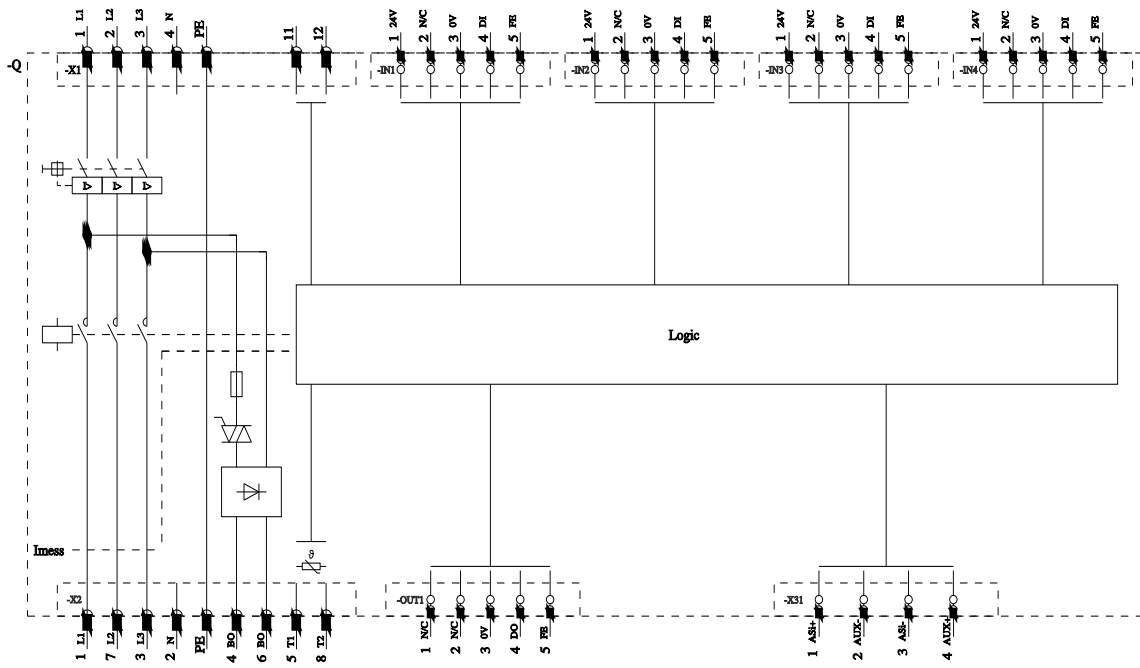 1 L1
2 L2
3 L3
4 N
PE
11
12
1 24V
2 N/C
3 0V
4 DI
5 FE
1 24V
2 N/C
3 0V
4 DI
5 FE
1 24V
2 N/C
3 0V
4 DI
5 FE
1 24V
2 N/C
3 0V
4 DI
5 FE
-Q
-X1
-IN1
-IN2
-IN3
-IN4
Logic
Imess
ϑ
-X2
-OUT1
-X31
1 L1
7 L2
3 L3
2 N
PE
4 BO
6 BO
5 T1
8 T2
1 N/C
2 N/C
3 0V
4 DO
5 FE
1 ASi+
2 AUX-
3 ASi-
4 AUX+